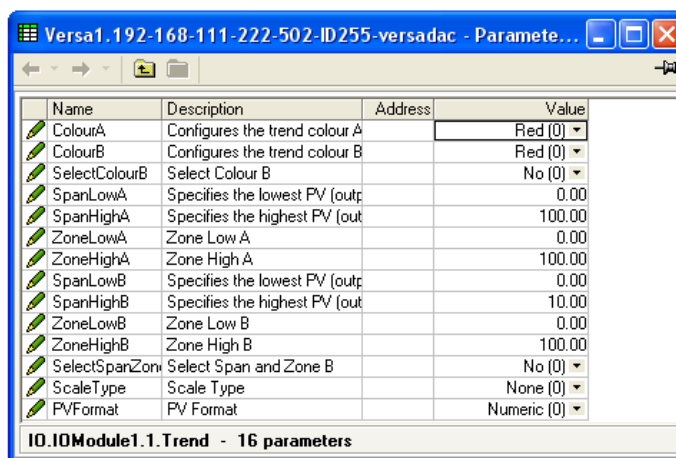 Versa1.192-168-111-222-502-ID255-versadac - Paramete...
Name Description Address Value
ColourA Configures the trend colour A Red (0)
ColourB Configures the trend colour B Red (0)
SelectColourB Select Colour B No (0)
SpanLowA Specifies the lowest PV (outp 0.00
SpanHighA Specifies the highest PV (out 100.00
ZoneLowA Zone Low A 0.00
ZoneHighA Zone High A 100.00
SpanLowB Specifies the lowest PV (outp 0.00
SpanHighB Specifies the highest PV (out 10.00
ZoneLowB Zone Low B 0.00
ZoneHighB Zone High B 100.00
SelectSpanZon Select Span and Zone B No (0)
ScaleType Scale Type None (0)
PVFormat PV Format Numeric (0)
IO.IOModule1.1.Trend - 16 parameters